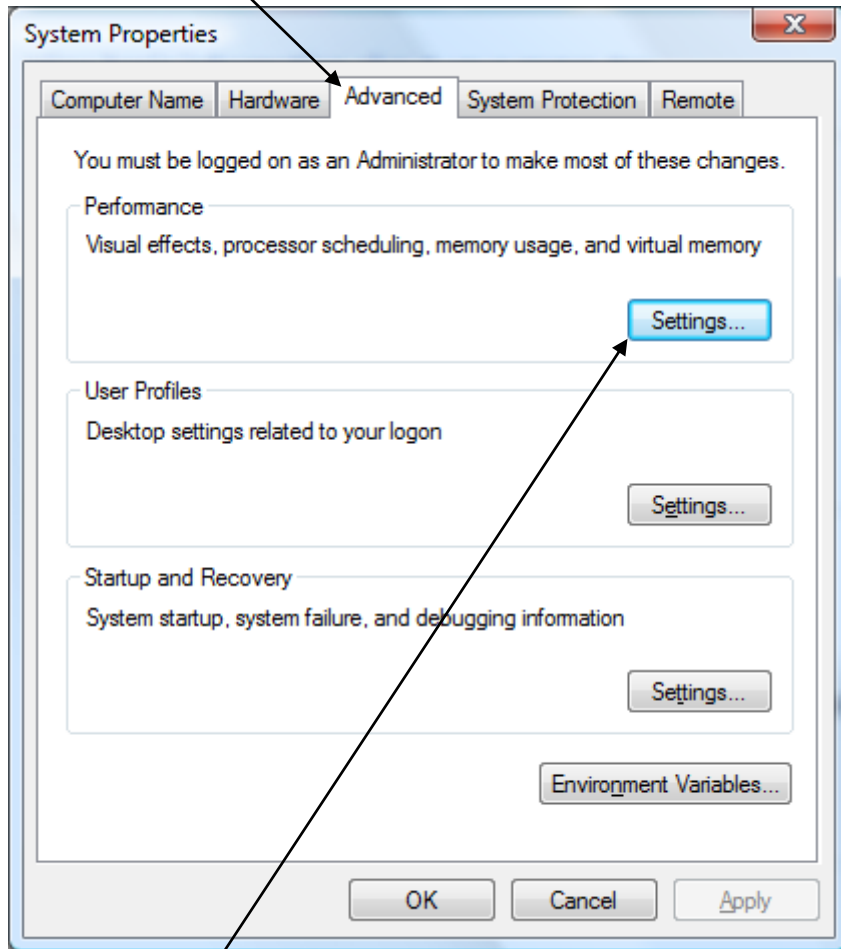 System Properties
Computer Name Hardware Advanced System Protection Remote
You must be logged on as an Administrator to make most of these changes.
Performance
Visual effects, processor scheduling, memory usage, and virtual memory
Settings...
User Profiles
Desktop settings related to your logon
Settings...
Startup and Recovery
System startup, system failure, and debugging information
Settings...
Environment Variables...
OK Cancel Apply